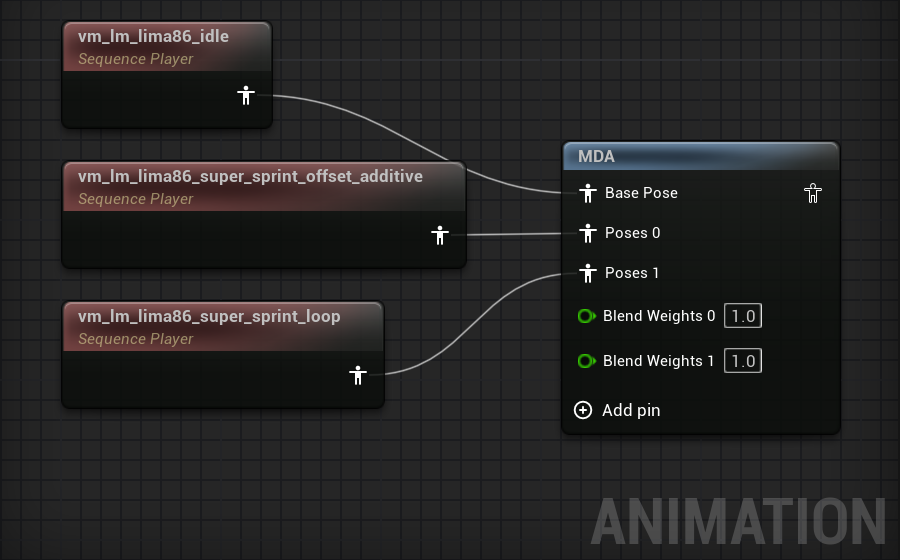 vm_lm_lima86_idle
Sequence Player
vm_lm_lima86_super_sprint_offset_additive
Sequence Player
vm_lm_lima86_super_sprint_loop
Sequence Player
MDA
Base Pose
Poses 0
Poses 1
Blend Weights 0 1.0
Blend Weights 1 1.0
Add pin
ANIMATION